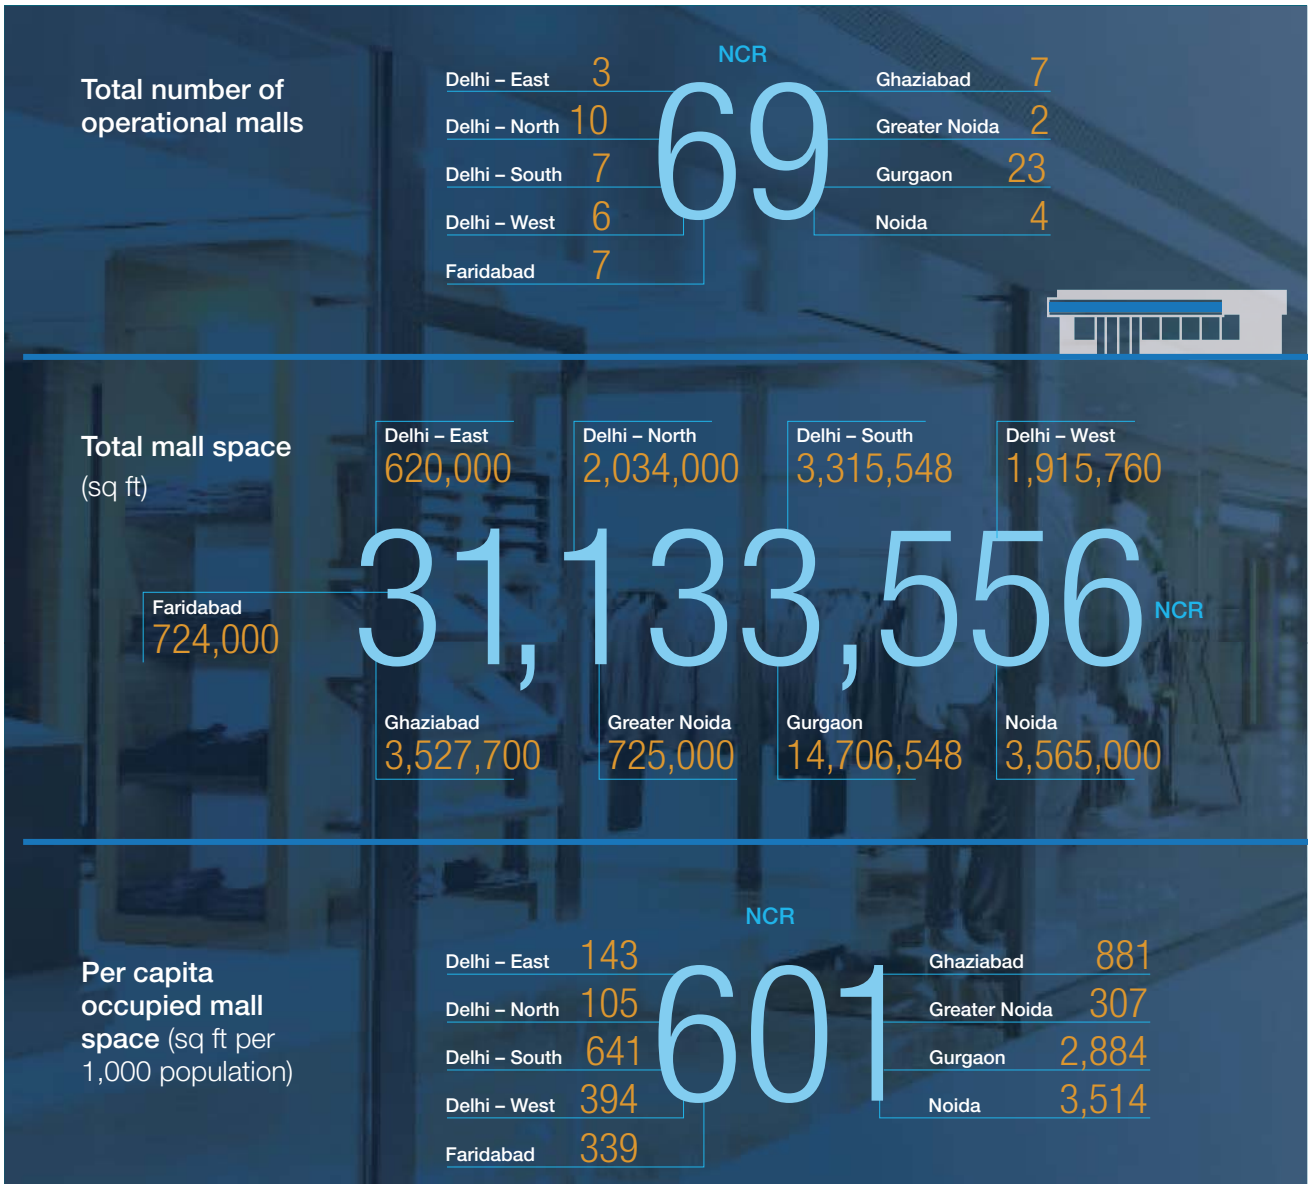 Total number of
operational malls
NCR
69
Delhi – East 3
Delhi – North 10
Delhi – South 7
Delhi – West 6
Faridabad 7
Ghaziabad 7
Greater Noida 2
Gurgaon 23
Noida 4
Total mall space
(sq ft)
Delhi – East
620,000
Delhi – North
2,034,000
Delhi – South
3,315,548
Delhi – West
1,915,760
Faridabad
724,000
31,133,556 NCR
Ghaziabad
3,527,700
Greater Noida
725,000
Gurgaon
14,706,548
Noida
3,565,000
Per capita
occupied mall
space (sq ft per
1,000 population)
NCR
601
Delhi – East 143
Delhi – North 105
Delhi – South 641
Delhi – West 394
Faridabad 339
Ghaziabad 881
Greater Noida 307
Gurgaon 2,884
Noida 3,514